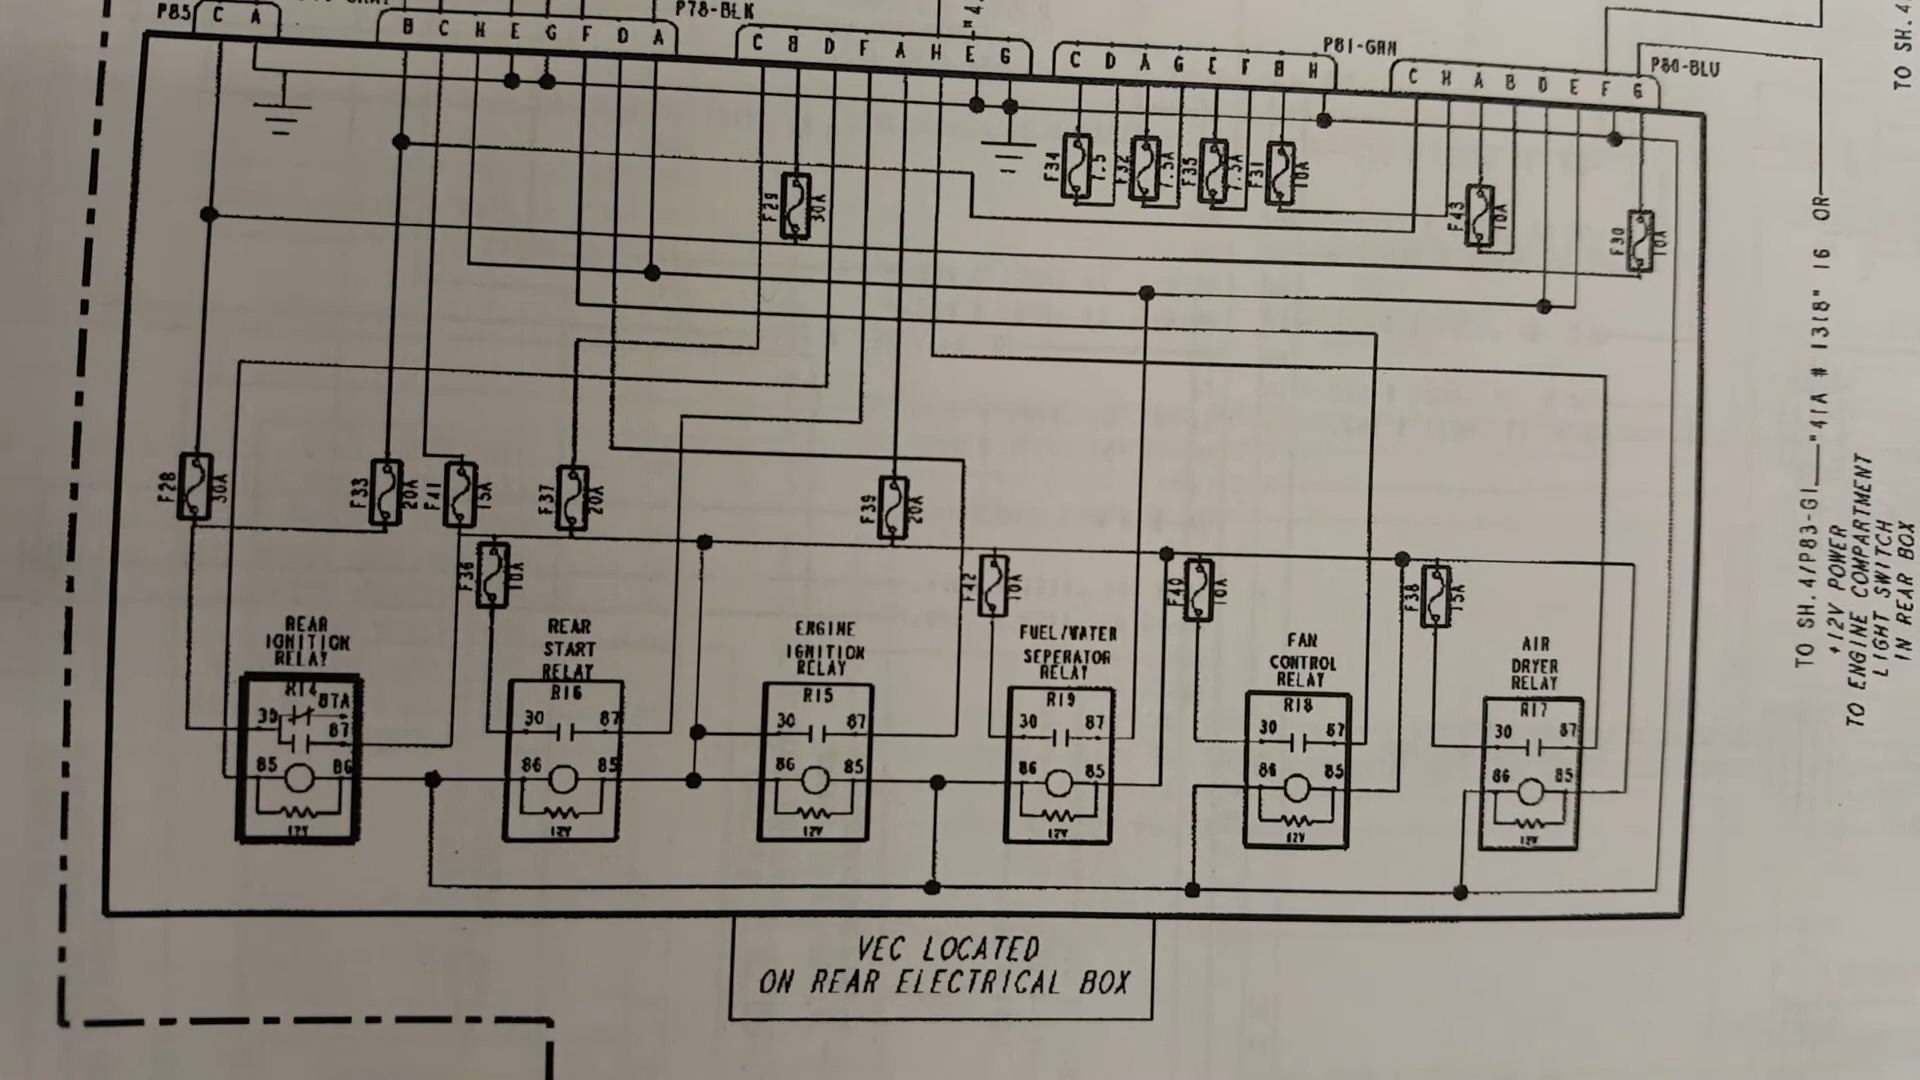 P85
C A
B C H E G F D A
P78-BLK
C B D F A H E G
C D A G E F B H
P81-GRN
C H A B D E F G
P80-BLU
TO SH.4
F34 7.5
F32 7.5A
F35 7.5A
F31 10A
F29 30A
F43 10A
F30 10A
F28 30A
F33 20A
F41 15A
F37 20A
F39 20A
F36 10A
F42 10A
F40 10A
F38 15A
REAR
IGNITION
RELAY
R14
30 87A
87
85 86
12V
REAR
START
RELAY
R16
30 87
86 85
12V
ENGINE
IGNITION
RELAY
R15
30 87
86 85
12V
FUEL/WATER
SEPERATOR
RELAY
R19
30 87
86 85
12V
FAN
CONTROL
RELAY
R18
30 87
86 85
12V
AIR
DRYER
RELAY
R17
30 87
86 85
12V
VEC LOCATED
ON REAR ELECTRICAL BOX
TO SH.4/P83-G1 "41A # 1318" 16 OR
+12V POWER
TO ENGINE COMPARTMENT
LIGHT SWITCH
IN REAR BOX